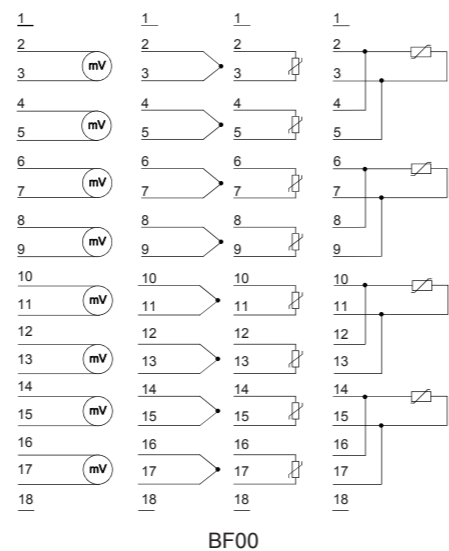 1 1 1 1
2 2 2 2
mV
3 3 3 3
4 4 4 4
mV
5 5 5 5
6 6 6 6
mV
7 7 7 7
8 8 8 8
mV
9 9 9 9
10 10 10 10
mV
11 11 11 11
12 12 12 12
mV
13 13 13 13
14 14 14 14
mV
15 15 15 15
16 16 16 16
mV
17 17 17 17
18 18 18 18
BF00